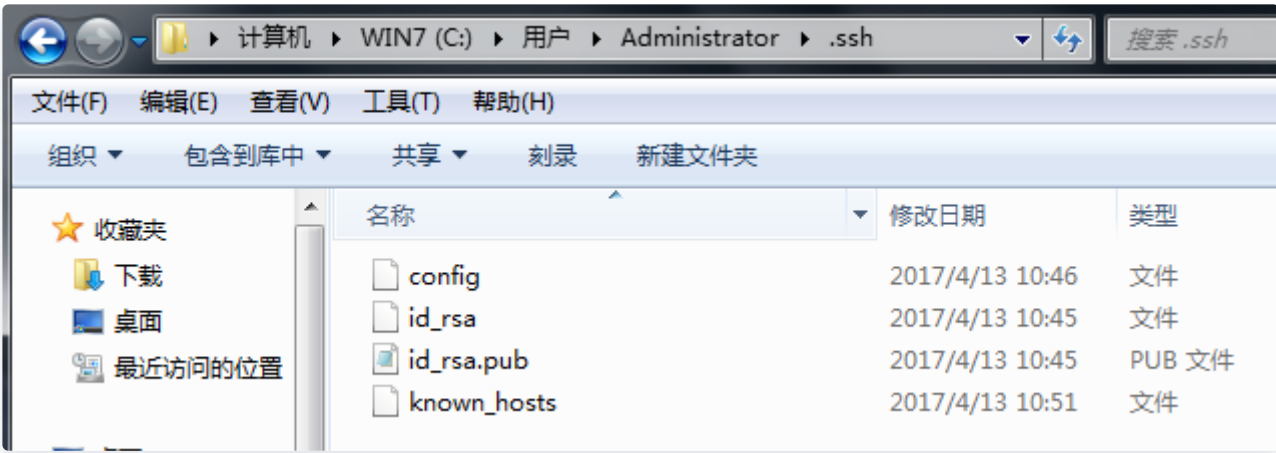 计算机 WIN7 (C:) 用户 Administrator .ssh 搜索 .ssh
文件(F) 编辑(E) 查看(V) 工具(T) 帮助(H)
组织 包含到库中 共享 刻录 新建文件夹
收藏夹
下载
桌面
最近访问的位置
名称 修改日期 类型
config 2017/4/13 10:46 文件
id_rsa 2017/4/13 10:45 文件
id_rsa.pub 2017/4/13 10:45 PUB 文件
known_hosts 2017/4/13 10:51 文件